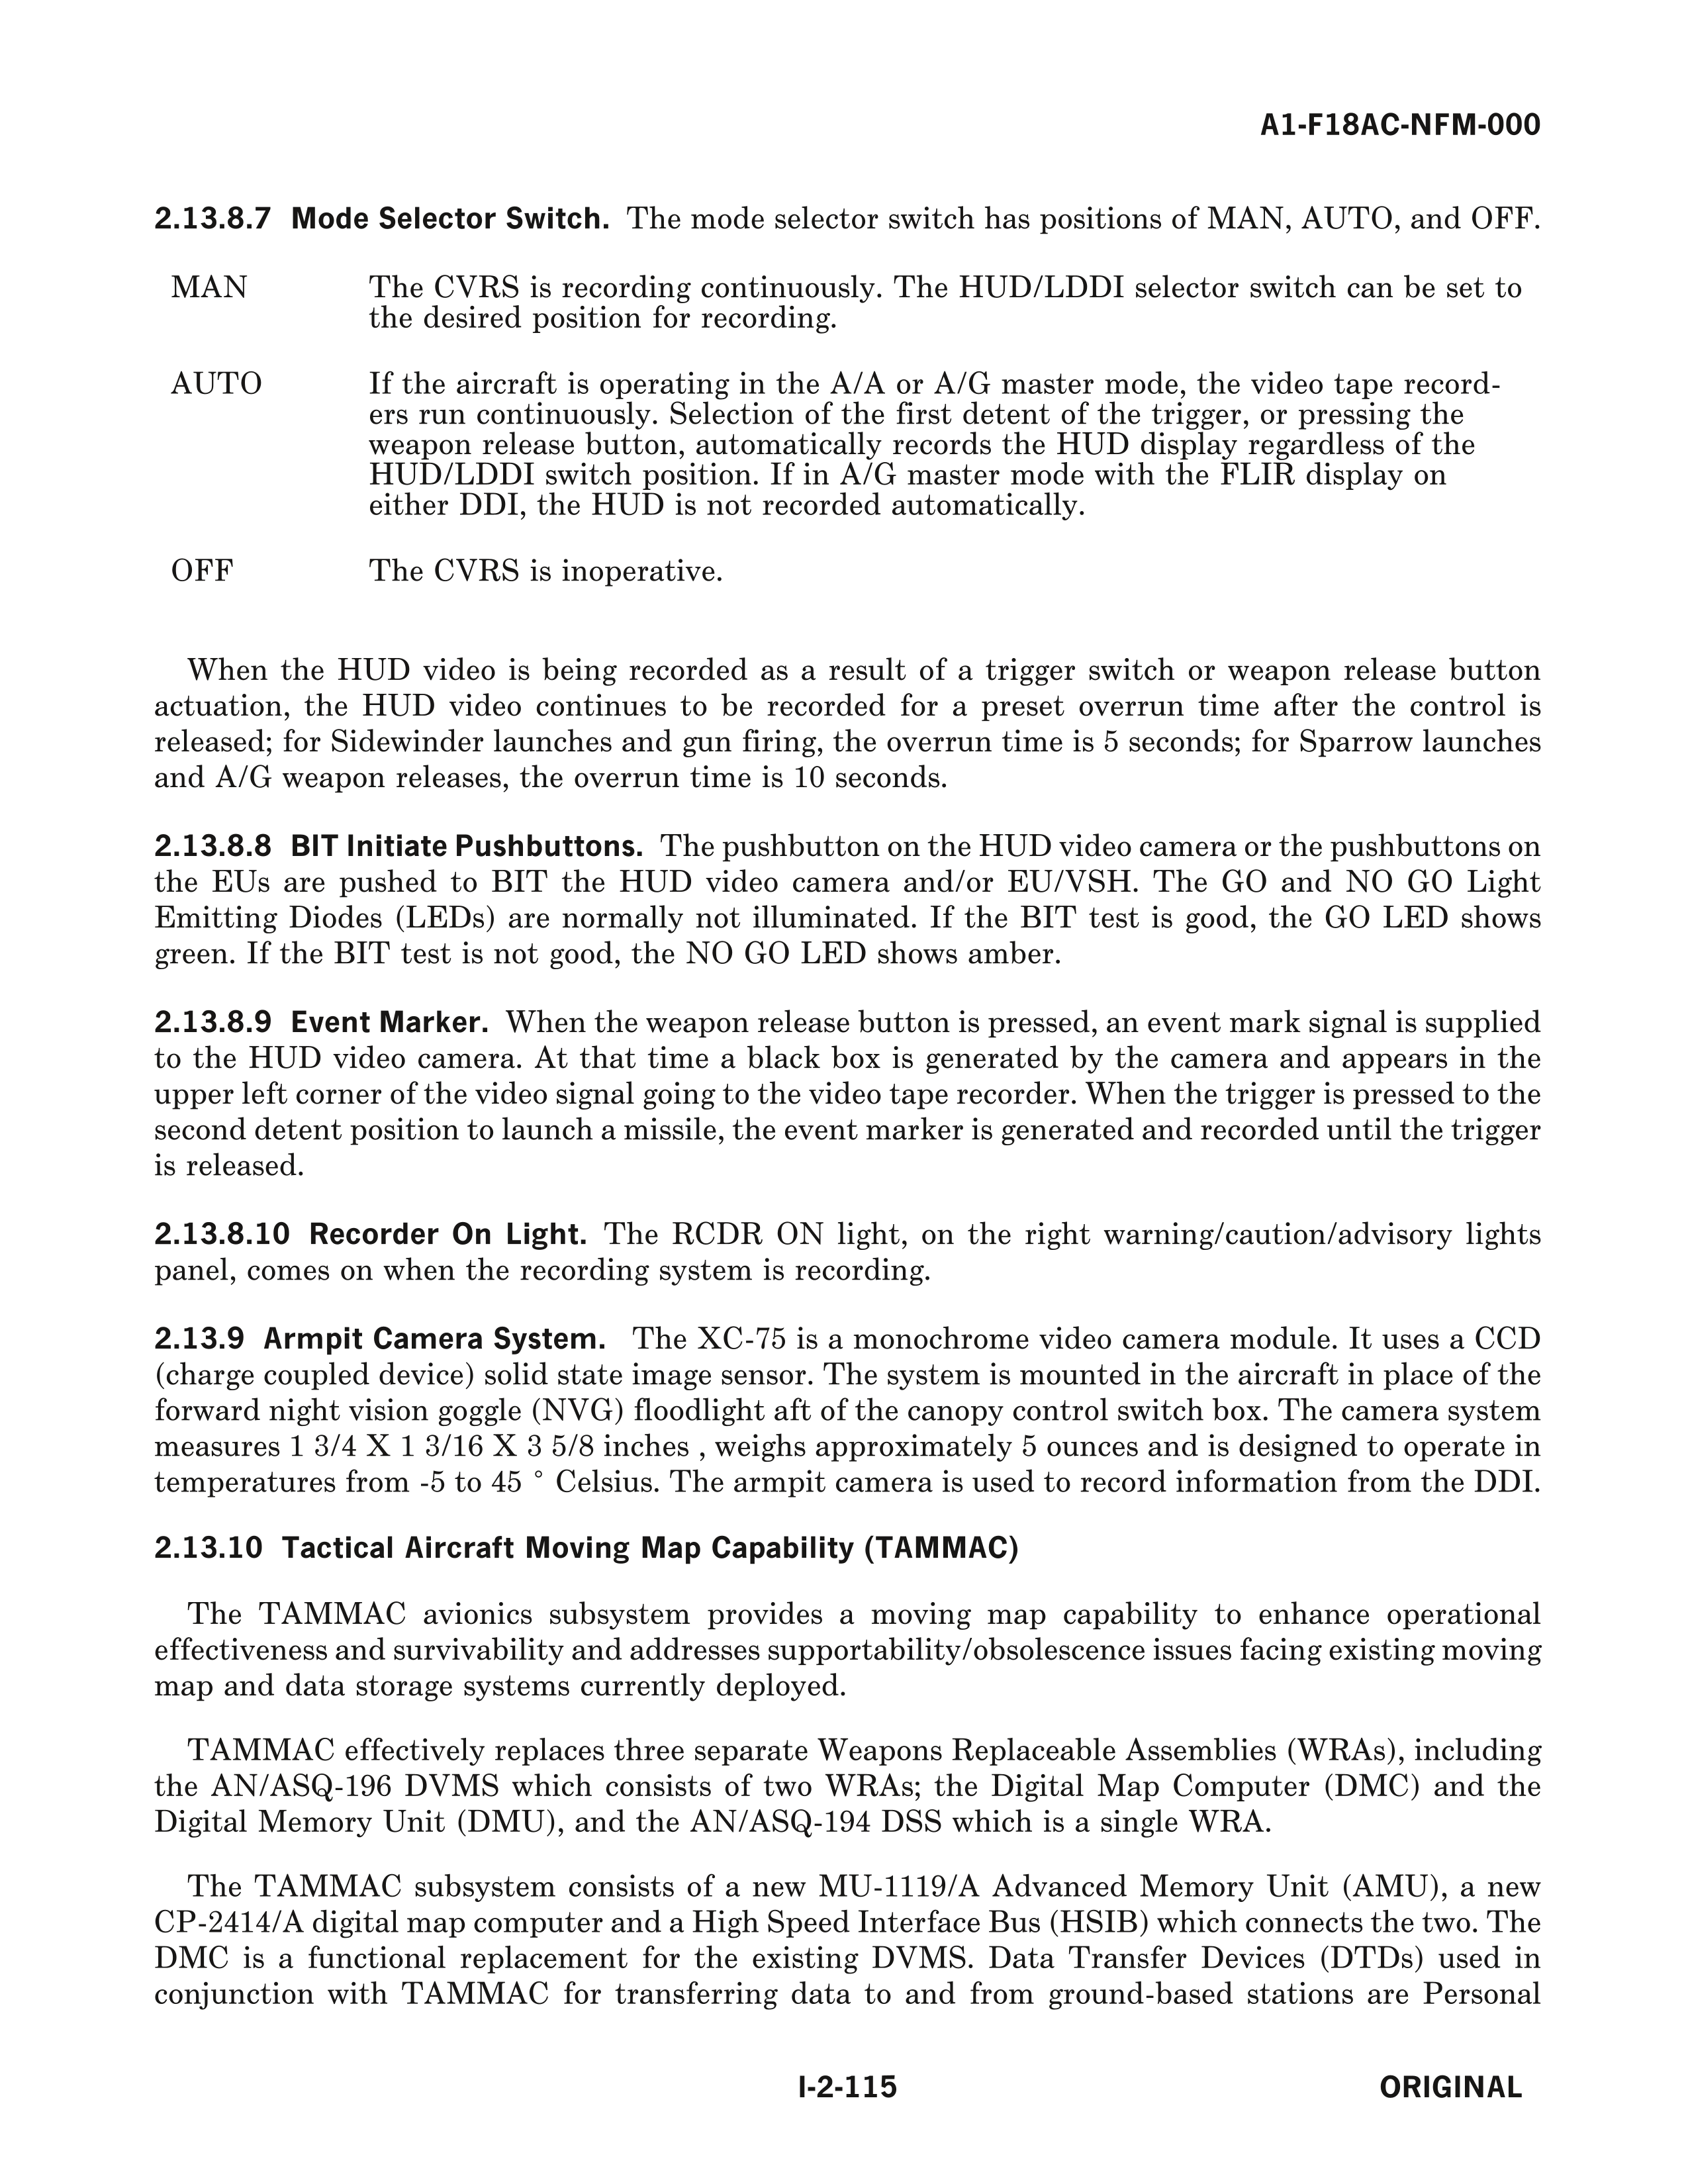 A1-F18AC-NFM-000
2.13.8.7 Mode Selector Switch. The mode selector switch has positions of MAN, AUTO, and OFF.
MAN The CVRS is recording continuously. The HUD/LDDI selector switch can be set to
the desired position for recording.
AUTO If the aircraft is operating in the A/A or A/G master mode, the video tape record-
ers run continuously. Selection of the first detent of the trigger, or pressing the
weapon release button, automatically records the HUD display regardless of the
HUD/LDDI switch position. If in A/G master mode with the FLIR display on
either DDI, the HUD is not recorded automatically.
OFF The CVRS is inoperative.
When the HUD video is being recorded as a result of a trigger switch or weapon release button
actuation, the HUD video continues to be recorded for a preset overrun time after the control is
released; for Sidewinder launches and gun firing, the overrun time is 5 seconds; for Sparrow launches
and A/G weapon releases, the overrun time is 10 seconds.
2.13.8.8 BIT Initiate Pushbuttons. The pushbutton on the HUD video camera or the pushbuttons on
the EUs are pushed to BIT the HUD video camera and/or EU/VSH. The GO and NO GO Light
Emitting Diodes (LEDs) are normally not illuminated. If the BIT test is good, the GO LED shows
green. If the BIT test is not good, the NO GO LED shows amber.
2.13.8.9 Event Marker. When the weapon release button is pressed, an event mark signal is supplied
to the HUD video camera. At that time a black box is generated by the camera and appears in the
upper left corner of the video signal going to the video tape recorder. When the trigger is pressed to the
second detent position to launch a missile, the event marker is generated and recorded until the trigger
is released.
2.13.8.10 Recorder On Light. The RCDR ON light, on the right warning/caution/advisory lights
panel, comes on when the recording system is recording.
2.13.9 Armpit Camera System. The XC-75 is a monochrome video camera module. It uses a CCD
(charge coupled device) solid state image sensor. The system is mounted in the aircraft in place of the
forward night vision goggle (NVG) floodlight aft of the canopy control switch box. The camera system
measures 1 3/4 X 1 3/16 X 3 5/8 inches , weighs approximately 5 ounces and is designed to operate in
temperatures from -5 to 45 ° Celsius. The armpit camera is used to record information from the DDI.
2.13.10 Tactical Aircraft Moving Map Capability (TAMMAC)
The TAMMAC avionics subsystem provides a moving map capability to enhance operational
effectiveness and survivability and addresses supportability/obsolescence issues facing existing moving
map and data storage systems currently deployed.
TAMMAC effectively replaces three separate Weapons Replaceable Assemblies (WRAs), including
the AN/ASQ-196 DVMS which consists of two WRAs; the Digital Map Computer (DMC) and the
Digital Memory Unit (DMU), and the AN/ASQ-194 DSS which is a single WRA.
The TAMMAC subsystem consists of a new MU-1119/A Advanced Memory Unit (AMU), a new
CP-2414/A digital map computer and a High Speed Interface Bus (HSIB) which connects the two. The
DMC is a functional replacement for the existing DVMS. Data Transfer Devices (DTDs) used in
conjunction with TAMMAC for transferring data to and from ground-based stations are Personal
I-2-115 ORIGINAL